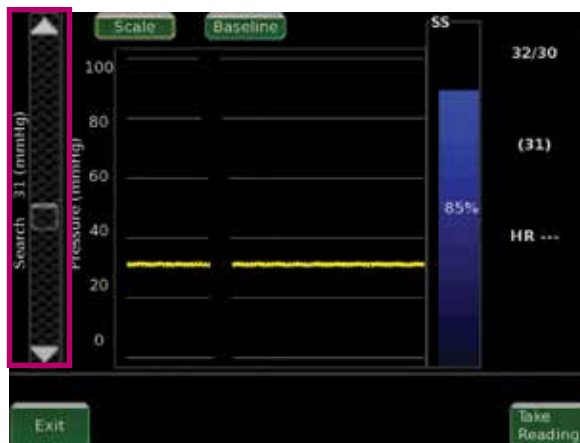 Scale
Baseline
SS
32/30
(31)
HR ---
85%
Search 31 (mmHg)
Pressure (mmHg)
100
80
60
40
20
0
Exit
Take
Reading